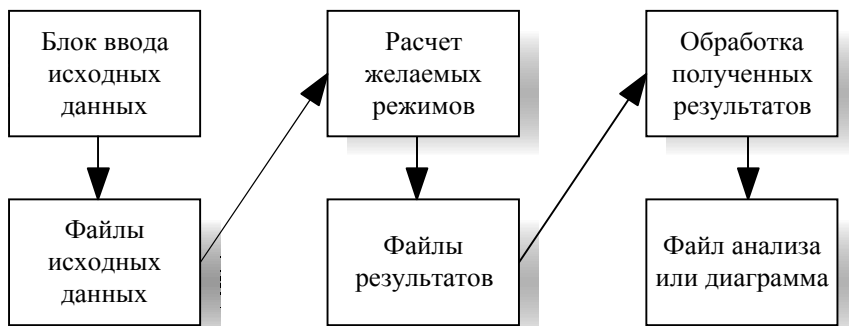 Блок ввода
исходных
данных
Расчет
желаемых
режимов
Обработка
полученных
результатов
Файлы
исходных
данных
Файлы
результатов
Файл анализа
или диаграмма